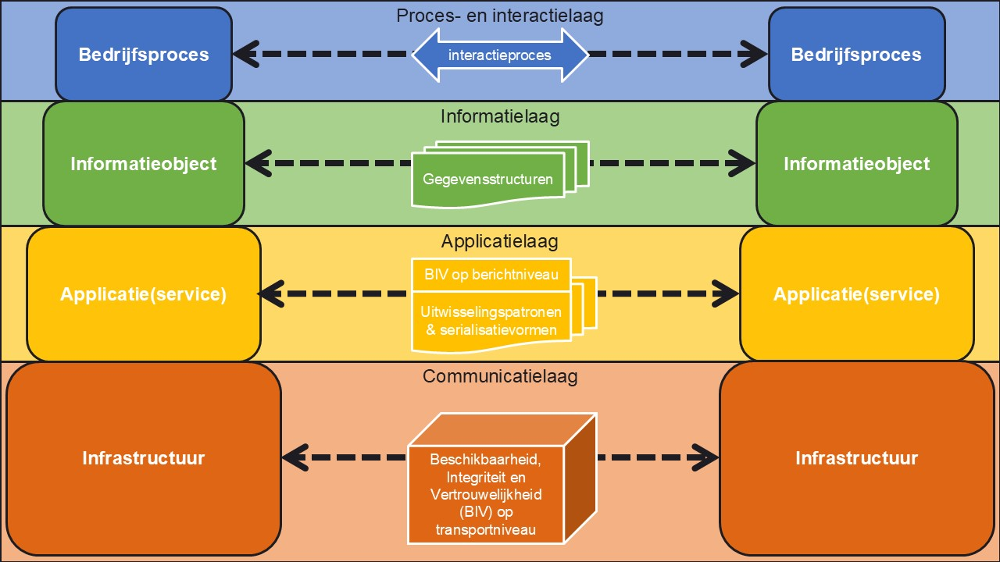 Proces- en interactielaag
Bedrijfsproces
interactieproces
Bedrijfsproces
Informatielaag
Informatieobject
Gegevensstructuren
Informatieobject
Applicatielaag
Applicatie(service)
BIV op berichtniveau
Uitwisselingspatronen
& serialisatievormen
Applicatie(service)
Communicatielaag
Infrastructuur
Beschikbaarheid,
Integriteit en
Vertrouwelijkheid
(BIV) op
transportniveau
Infrastructuur